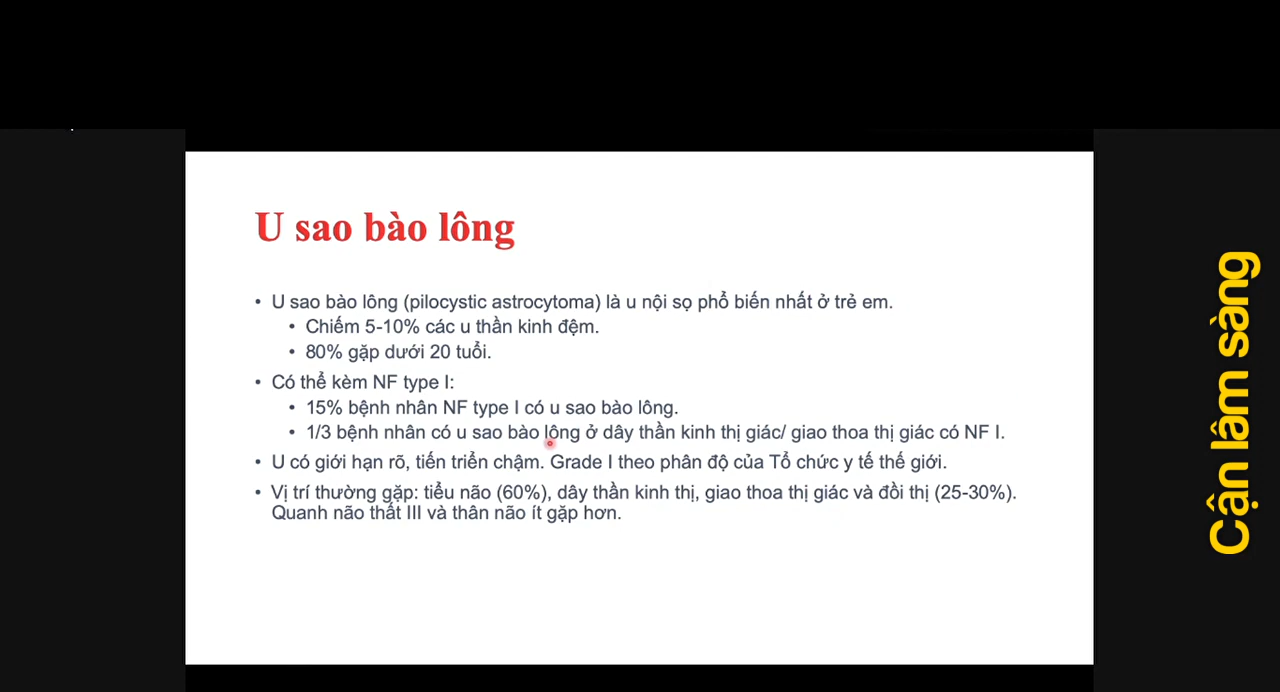 U sao bào lông
• U sao bào lông (pilocystic astrocytoma) là u nội sọ phổ biến nhất ở trẻ em.
• Chiếm 5-10% các u thần kinh đệm.
• 80% gặp dưới 20 tuổi.
• Có thể kèm NF type I:
• 15% bệnh nhân NF type I có u sao bào lông.
• 1/3 bệnh nhân có u sao bào lông ở dây thần kinh thị giác/ giao thoa thị giác có NF I.
• U có giới hạn rõ, tiến triển chậm. Grade I theo phân độ của Tổ chức y tế thế giới.
• Vị trí thường gặp: tiểu não (60%), dây thần kinh thị, giao thoa thị giác và đồi thị (25-30%).
Quanh não thất III và thân não ít gặp hơn.
Cận lâm sàng